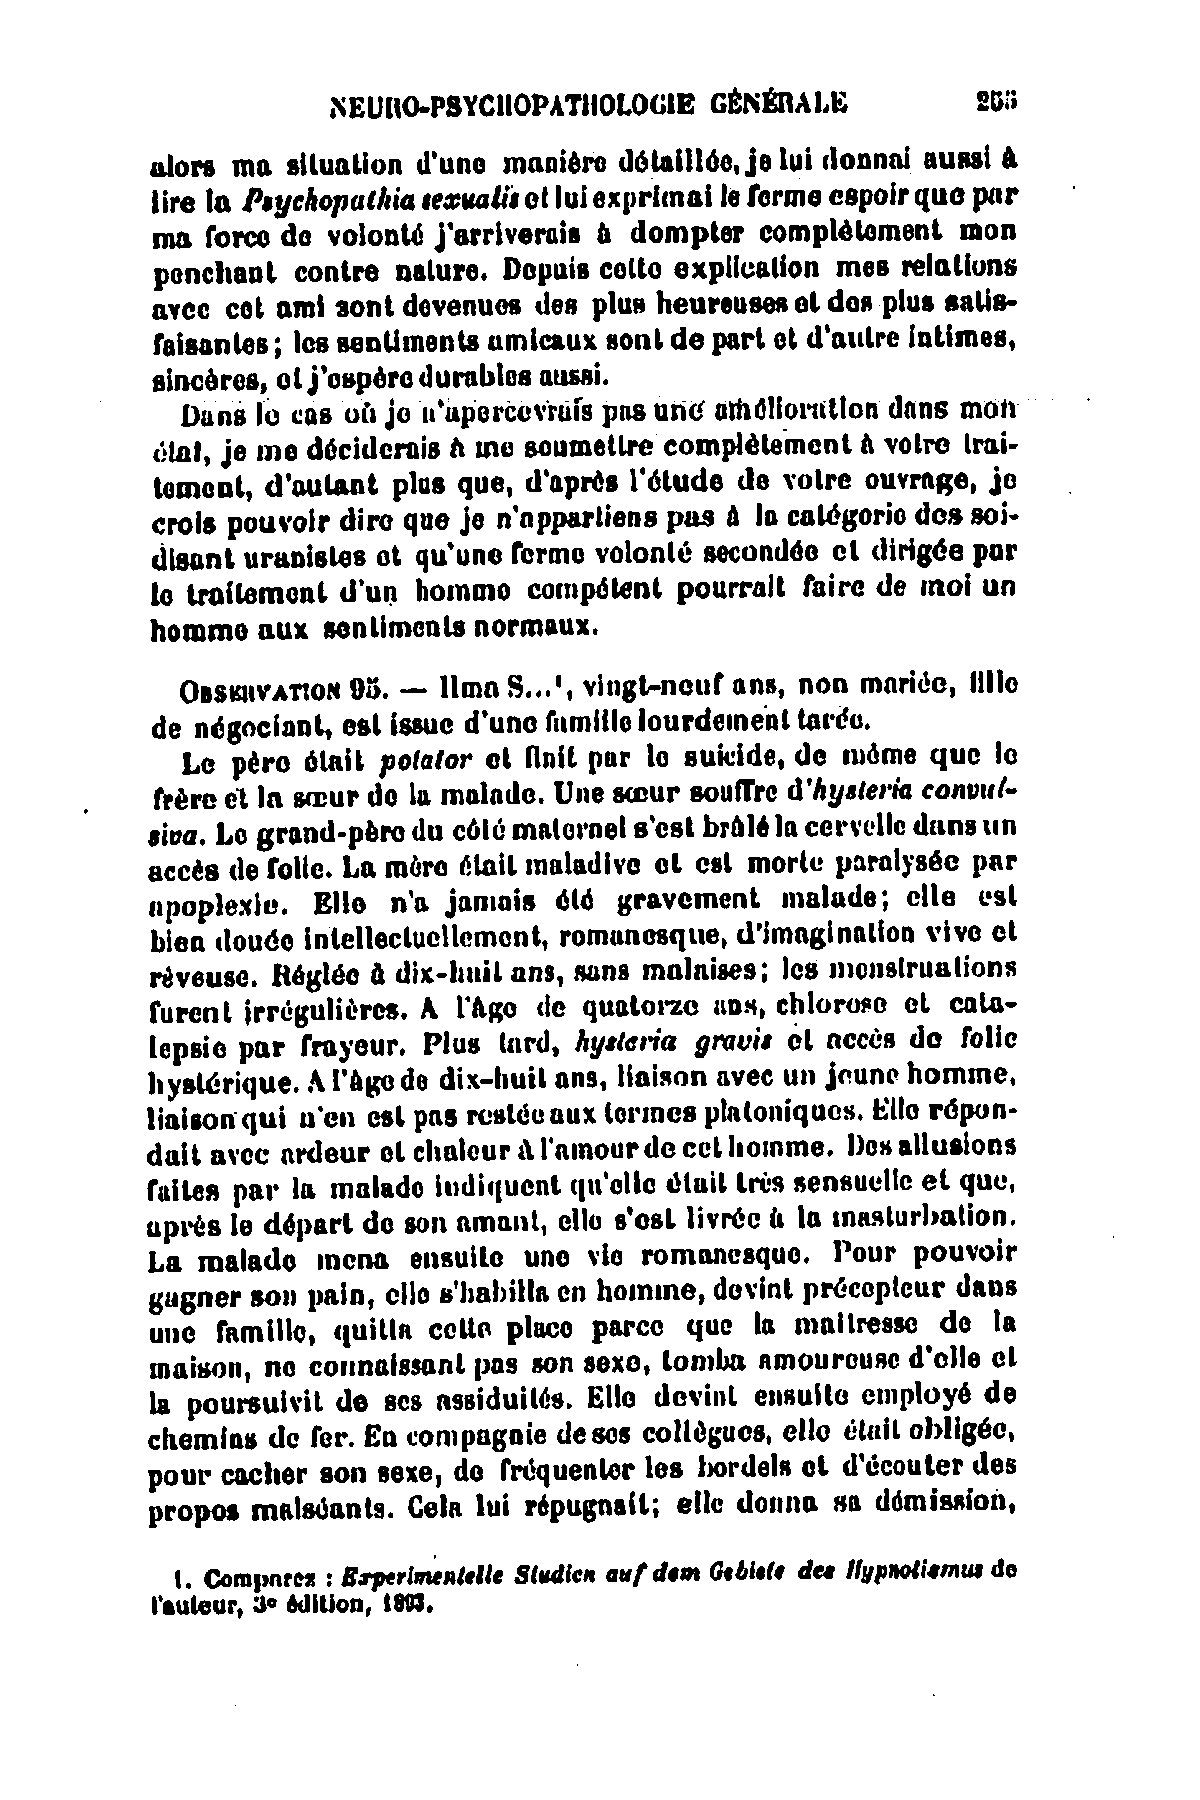 NEURO-PSYCHOPATHOLOGIE GÉNÉRALE
alors ma situation d'une manière détaillée, je lui donnai aussi à
lire la Psychopathia sexualis et lui exprimai le ferme espoir que par
ma force de volonté j'arriverais à dompter complètement mon
penchant contre nature. Depuis cette explication mes relations
avec cet ami sont devenues des plus heureuses et des plus satis-
faisantes; les sentiments amicaux sont de part et d'autre intimes,
sincères, et j'espère durables aussi.
Dans le cas où je n'apercevrais pas une amélioration dans mon
état, je me déciderais à me soumettre complètement à votre trai-
tement, d'autant plus que, d'après l'étude de votre ouvrage, je
crois pouvoir dire que je n'appartiens pas à la catégorie des soi-
disant uranistes et qu'une ferme volonté secondée et dirigée par
le traitement d'un homme compétent pourrait faire de moi un
homme aux sentiments normaux.
OBSERVATION 95. — Ilma S...¹, vingt-neuf ans, non mariée, fille
de négociant, est issue d'une famille lourdement tarée.
Le père était potator et finit par le suicide, de même que le
frère et la sœur de la malade. Une sœur souffre d'hysteria convul-
siva. Le grand-père du côté maternel s'est brûlé la cervelle dans un
accès de folie. La mère était maladive et est morte paralysée par
apoplexie. Elle n'a jamais été gravement malade; elle est
bien douée intellectuellement, romanesque, d'imagination vive et
rêveuse. Réglée à dix-huit ans, sans malaises; les menstruations
furent irrégulières. A l'âge de quatorze ans, chlorose et cata-
lepsie par frayeur. Plus tard, hysteria gravis et accès de folie
hystérique. A l'âge de dix-huit ans, liaison avec un jeune homme,
liaison qui n'en est pas restée aux termes platoniques. Elle répon-
dait avec ardeur et chaleur à l'amour de cet homme. Des allusions
faites par la malade indiquent qu'elle était très sensuelle et que,
après le départ de son amant, elle s'est livrée à la masturbation.
La malade mena ensuite une vie romanesque. Pour pouvoir
gagner son pain, elle s'habilla en homme, devint précepteur dans
une famille, quitta cette place parce que la maîtresse de la
maison, ne connaissant pas son sexe, tomba amoureuse d'elle et
la poursuivit de ses assiduités. Elle devint ensuite employé de
chemins de fer. En compagnie de ses collègues, elle était obligée,
pour cacher son sexe, de fréquenter les bordels et d'écouter des
propos malséants. Cela lui répugnait; elle donna sa démission,
1. Comparez : Experimentelle Studien auf dem Gebiete des Hypnotismus de
l'auteur, 3e édition, 1893.